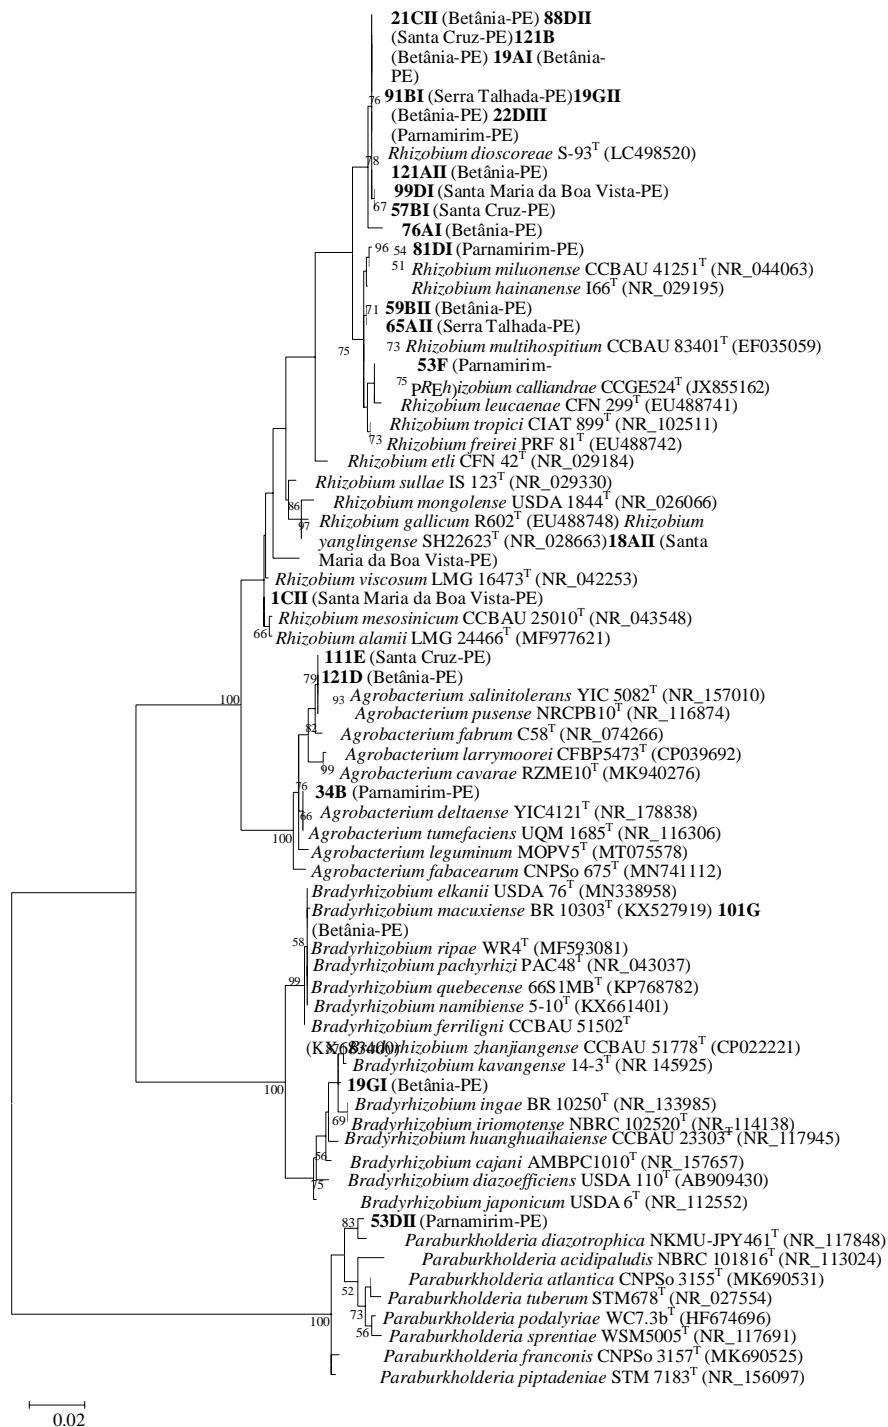 21CII (Betânia-PE) 88DII
(Santa Cruz-PE)121B
(Betânia-PE) 19AI (Betânia-
PE)
76 91BI (Serra Talhada-PE)19GII
(Betânia-PE) 22DIII
(Parnamirim-PE)
Rhizobium dioscoreae S-93T (LC498520)
78
121AII (Betânia-PE)
99DI (Santa Maria da Boa Vista-PE)
67 57BI (Santa Cruz-PE)
76AI (Betânia-PE)
96 54 81DI (Parnamirim-PE)
51 Rhizobium miluonense CCBAU 41251T (NR_044063)
Rhizobium hainanense I66T (NR_029195)
71 59BII (Betânia-PE)
65AII (Serra Talhada-PE)
75 73 Rhizobium multihospitium CCBAU 83401T (EF035059)
53F (Parnamirim-
75 PE) Rhizobium calliandrae CCGE524T (JX855162)
Rhizobium leucaenae CFN 299T (EU488741)
Rhizobium tropici CIAT 899T (NR_102511)
73 Rhizobium freirei PRF 81T (EU488742)
Rhizobium etli CFN 42T (NR_029184)
Rhizobium sullae IS 123T (NR_029330)
86 Rhizobium mongolense USDA 1844T (NR_026066)
97 Rhizobium gallicum R602T (EU488748) Rhizobium
yanglingense SH22623T (NR_028663)18AII (Santa
Maria da Boa Vista-PE)
Rhizobium viscosum LMG 16473T (NR_042253)
1CII (Santa Maria da Boa Vista-PE)
Rhizobium mesosinicum CCBAU 25010T (NR_043548)
66 Rhizobium alamii LMG 24466T (MF977621)
111E (Santa Cruz-PE)
79 121D (Betânia-PE)
100 93 Agrobacterium salinitolerans YIC 5082T (NR_157010)
Agrobacterium pusense NRCPB10T (NR_116874)
82 Agrobacterium fabrum C58T (NR_074266)
Agrobacterium larrymoorei CFBP5473T (CP039692)
99 Agrobacterium cavarae RZME10T (MK940276)
76 34B (Parnamirim-PE)
66 Agrobacterium deltaense YIC4121T (NR_178838)
100 Agrobacterium tumefaciens UQM 1685T (NR_116306)
Agrobacterium leguminum MOPV5T (MT075578)
Agrobacterium fabacearum CNPSo 675T (MN741112)
Bradyrhizobium elkanii USDA 76T (MN338958)
Bradyrhizobium macuxiense BR 10303T (KX527919) 101G
(Betânia-PE)
58 Bradyrhizobium ripae WR4T (MF593081)
Bradyrhizobium pachyrhizi PAC48T (NR_043037)
99 Bradyrhizobium quebecense 66S1MBT (KP768782)
Bradyrhizobium namibiense 5-10T (KX661401)
Bradyrhizobium ferriligni CCBAU 51502T
(KX683400)
Bradyrhizobium zhanjiangense CCBAU 51778T (CP022221)
Bradyrhizobium kavangense 14-3T (NR 145925)
100 19GI (Betânia-PE)
Bradyrhizobium ingae BR 10250T (NR_133985)
69 Bradyrhizobium iriomotense NBRC 102520T (NR_114138)
Bradyrhizobium huanghuaihaiense CCBAU 23303T (NR_117945)
56 Bradyrhizobium cajani AMBPC1010T (NR_157657)
75 Bradyrhizobium diazoefficiens USDA 110T (AB909430)
Bradyrhizobium japonicum USDA 6T (NR_112552)
83 53DII (Parnamirim-PE)
Paraburkholderia diazotrophica NKMU-JPY461T (NR_117848)
Paraburkholderia acidipaludis NBRC 101816T (NR_113024)
Paraburkholderia atlantica CNPSo 3155T (MK690531)
52 Paraburkholderia tuberum STM678T (NR_027554)
100 73 Paraburkholderia podalyriae WC7.3bT (HF674696)
56 Paraburkholderia sprentiae WSM5005T (NR_117691)
Paraburkholderia franconis CNPSo 3157T (MK690525)
Paraburkholderia piptadeniae STM 7183T (NR_156097)
0.02